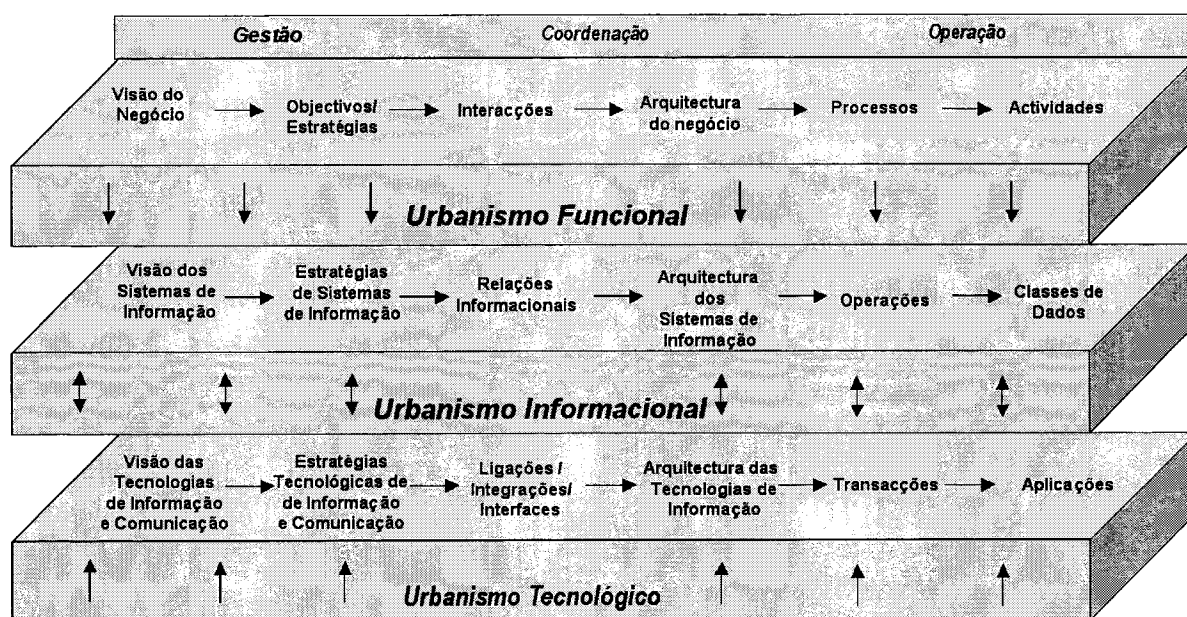 Gestão
Coordenação
Operação
Visão do
Negócio
Objectivos/
Estratégias
Interacções
Arquitectura
do negócio
Processos
Actividades
Urbanismo Funcional
Visão dos
Sistemas de
Informação
Estratégias
de Sistemas
de Informação
Relações
Informacionais
Arquitectura
dos
Sistemas de
Informação
Operações
Classes de
Dados
Urbanismo Informacional
Visão das
Tecnologias
de Informação
e Comunicação
Estratégias
Tecnológicas de
de Informação
e Comunicação
Ligações /
Integrações/
Interfaces
Arquitectura das
Tecnologias de
Informação
Transacções
Aplicações
Urbanismo Tecnológico